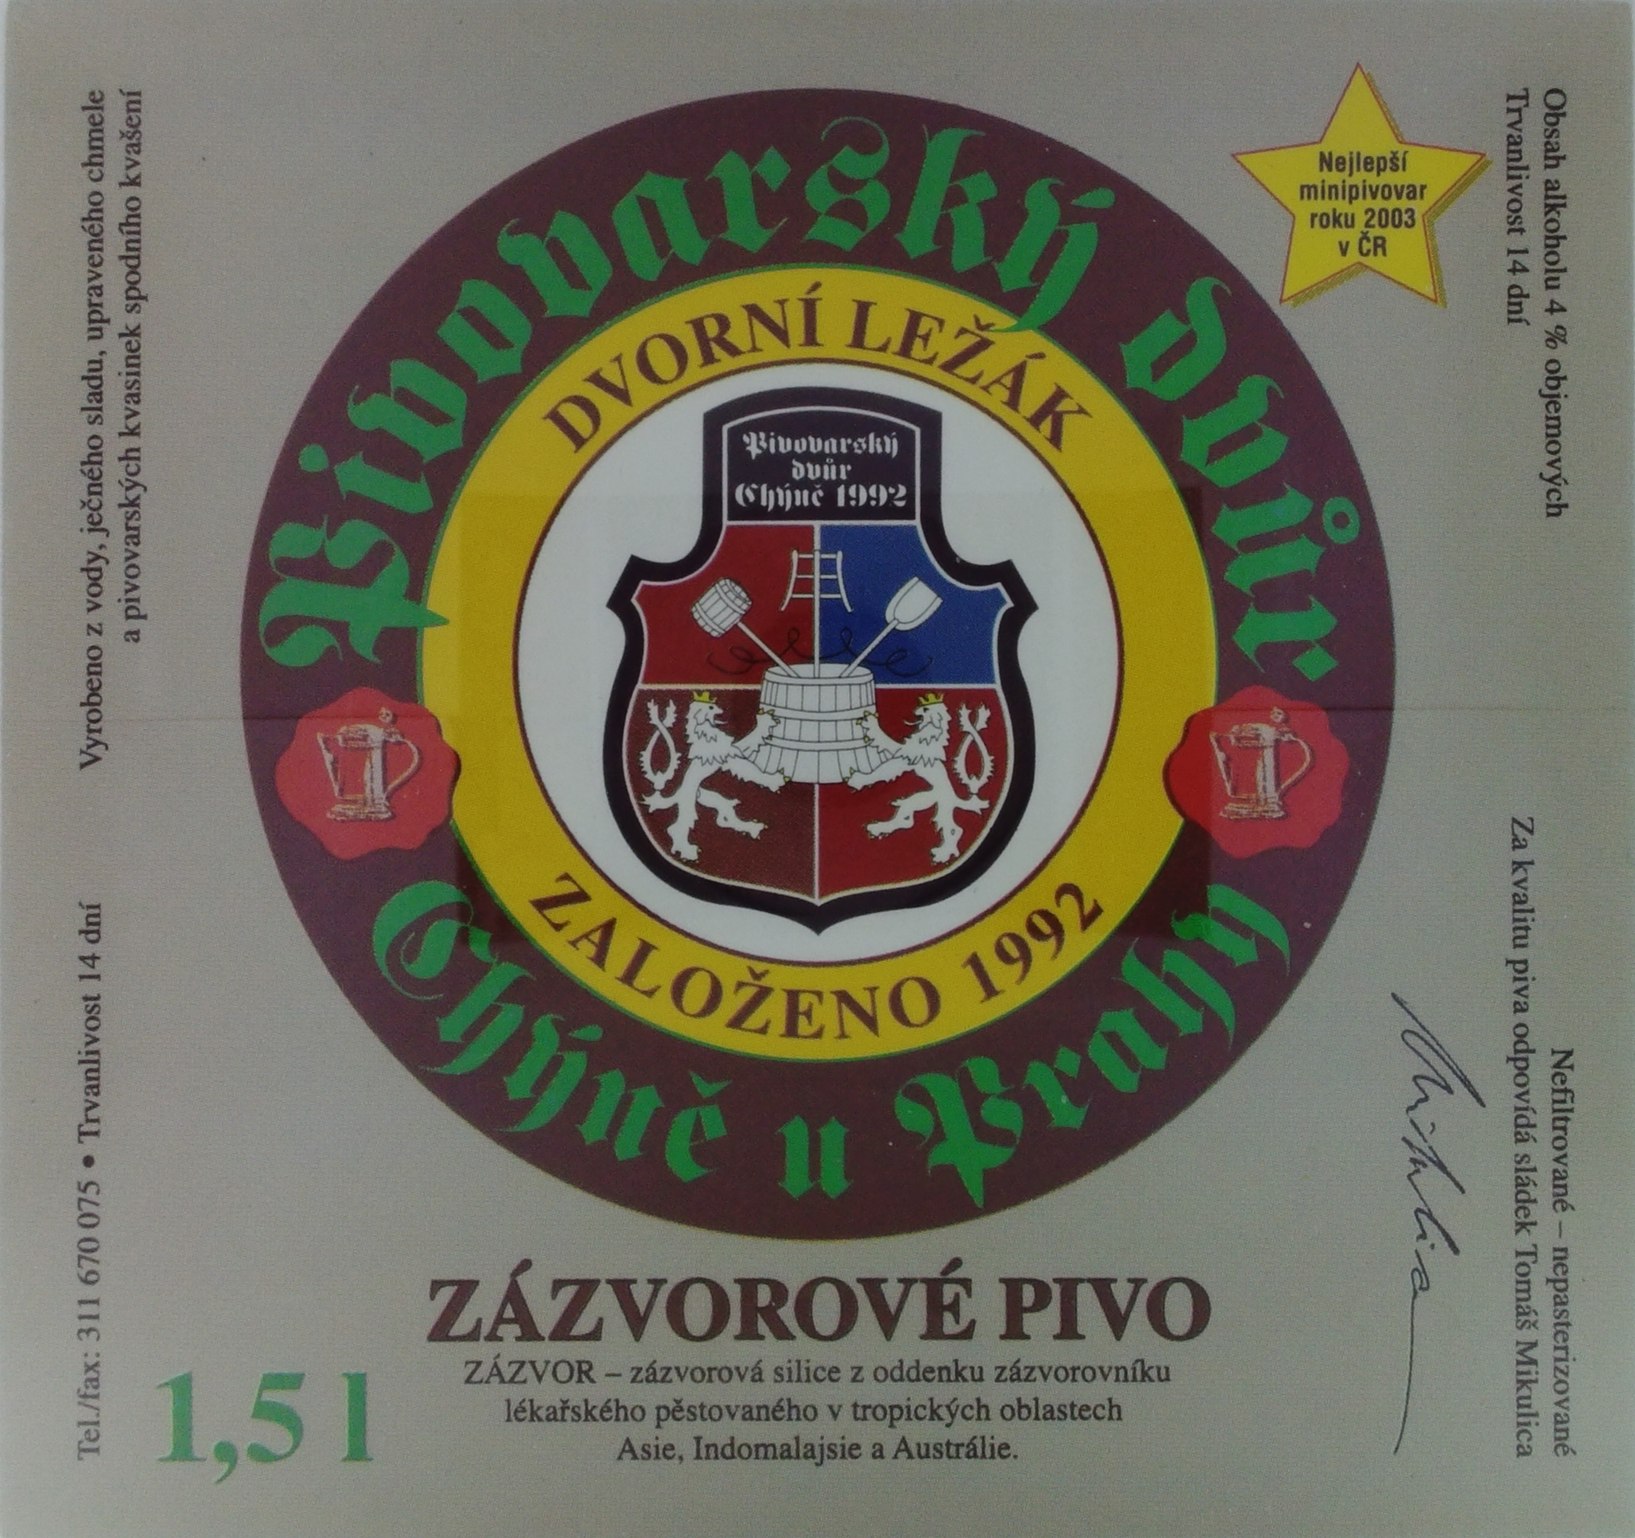 Pivovarský dvůr
Chýně u Prahy
DVORNÍ LEŽÁK
ZALOŽENO 1992
Pivovarský
dvůr
Chýně 1992
Nejlepší
minipivovar
roku 2003
v ČR
Obsah alkoholu 4 % objemových
Trvanlivost 14 dní
Vyrobeno z vody, ječného sladu, upraveného chmele
a pivovarských kvasinek spodního kvašení
Tel./fax: 311 670 075 • Trvanlivost 14 dní
Nefiltrované – nepasterizované
Za kvalitu piva odpovídá sládek Tomáš Mikulica
Mikulica
ZÁZVOROVÉ PIVO
ZÁZVOR – zázvorová silice z oddenku zázvorovníku
lékařského pěstovaného v tropických oblastech
Asie, Indomalajsie a Austrálie.
1,5 l